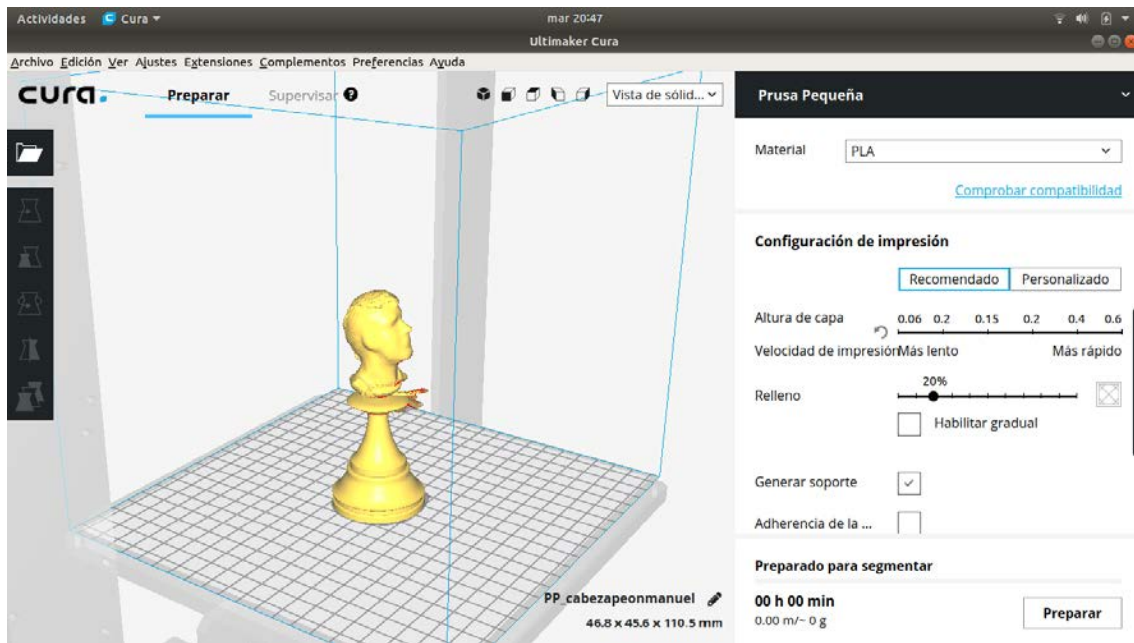 Actividades Cura mar 20:47
Ultimaker Cura
Archivo Edición Ver Ajustes Extensiones Complementos Preferencias Ayuda
cura. Preparar Supervisar ? Vista de sólid...
Prusa Pequeña
Material PLA
Comprobar compatibilidad
Configuración de impresión
Recomendado Personalizado
Altura de capa 0.06 0.2 0.15 0.2 0.4 0.6
Velocidad de impresión Más lento Más rápido
20%
Relleno
Habilitar gradual
Generar soporte
Adherencia de la ...
Preparado para segmentar
PP_cabezapeonmanuel
46.8 x 45.6 x 110.5 mm
00 h 00 min
0.00 m/~ 0 g
Preparar